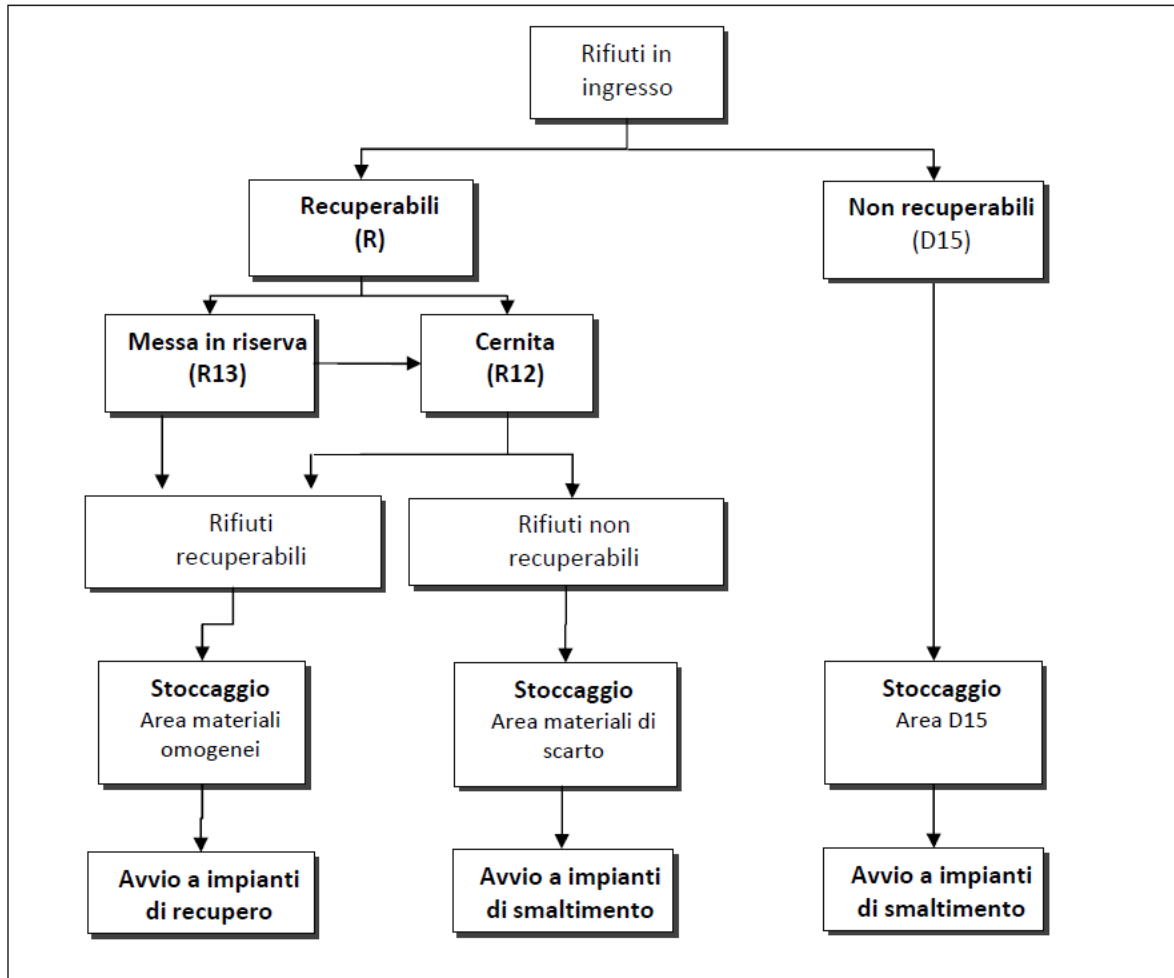 Rifiuti in
ingresso
Recuperabili
(R)
Non recuperabili
(D15)
Messa in riserva
(R13)
Cernita
(R12)
Rifiuti
recuperabili
Rifiuti non
recuperabili
Stoccaggio
Area materiali
omogenei
Stoccaggio
Area materiali di
scarto
Stoccaggio
Area D15
Avvio a impianti
di recupero
Avvio a impianti
di smaltimento
Avvio a impianti
di smaltimento